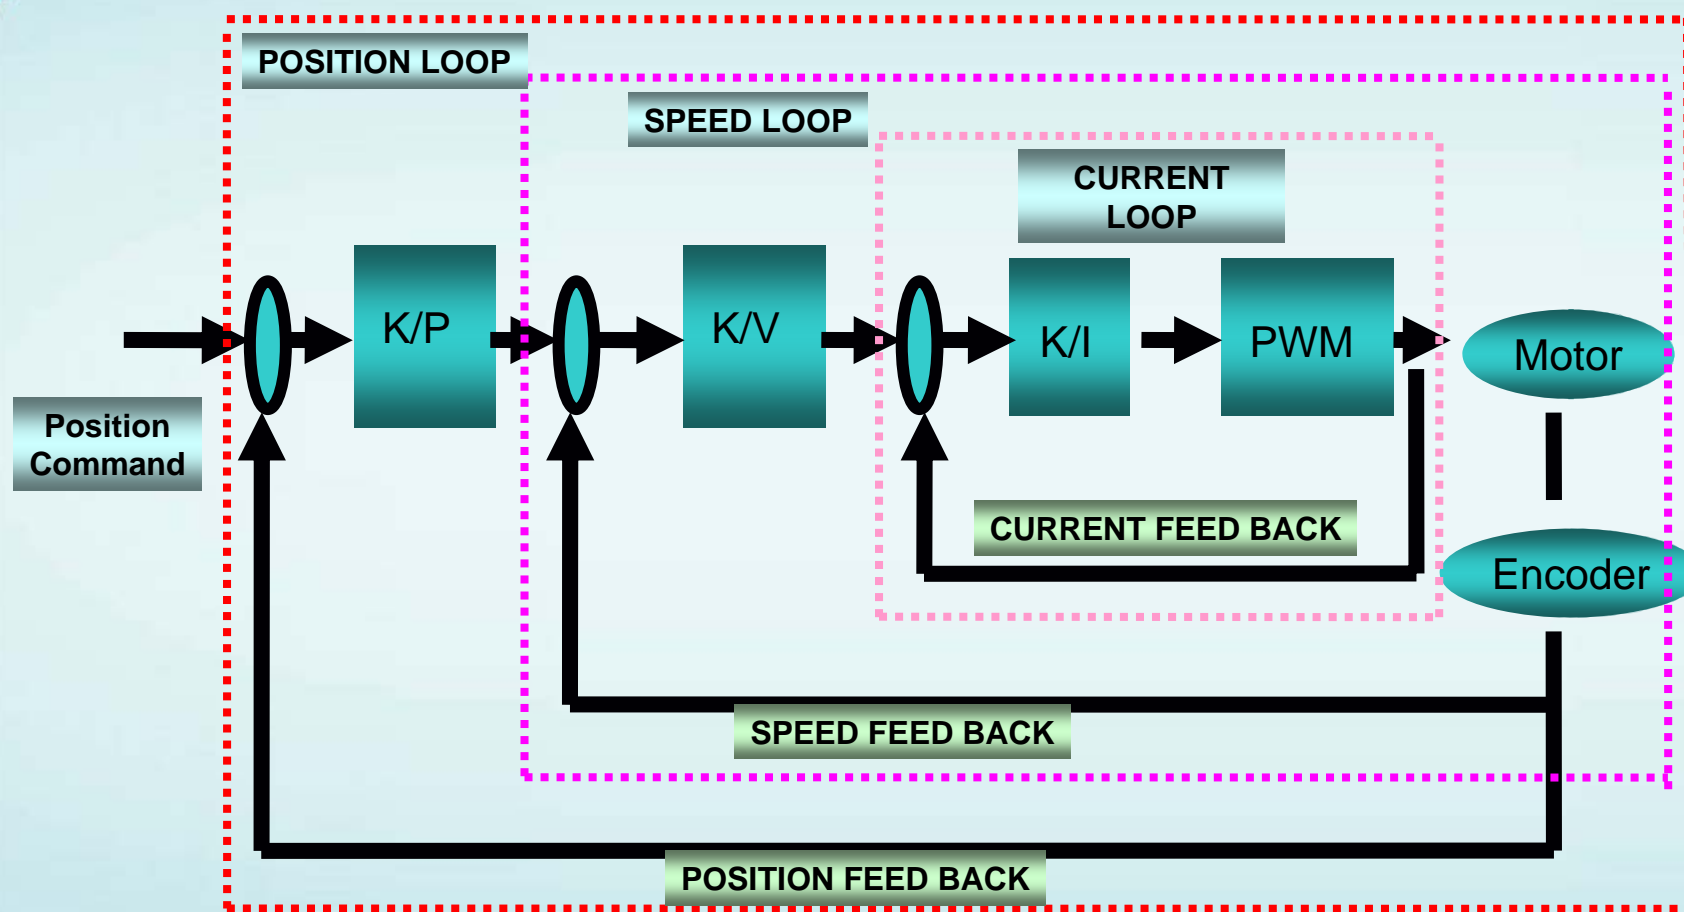 POSITION LOOP
SPEED LOOP
CURRENT
LOOP
K/P
K/V
K/I
PWM
Motor
Position
Command
CURRENT FEED BACK
Encoder
SPEED FEED BACK
POSITION FEED BACK